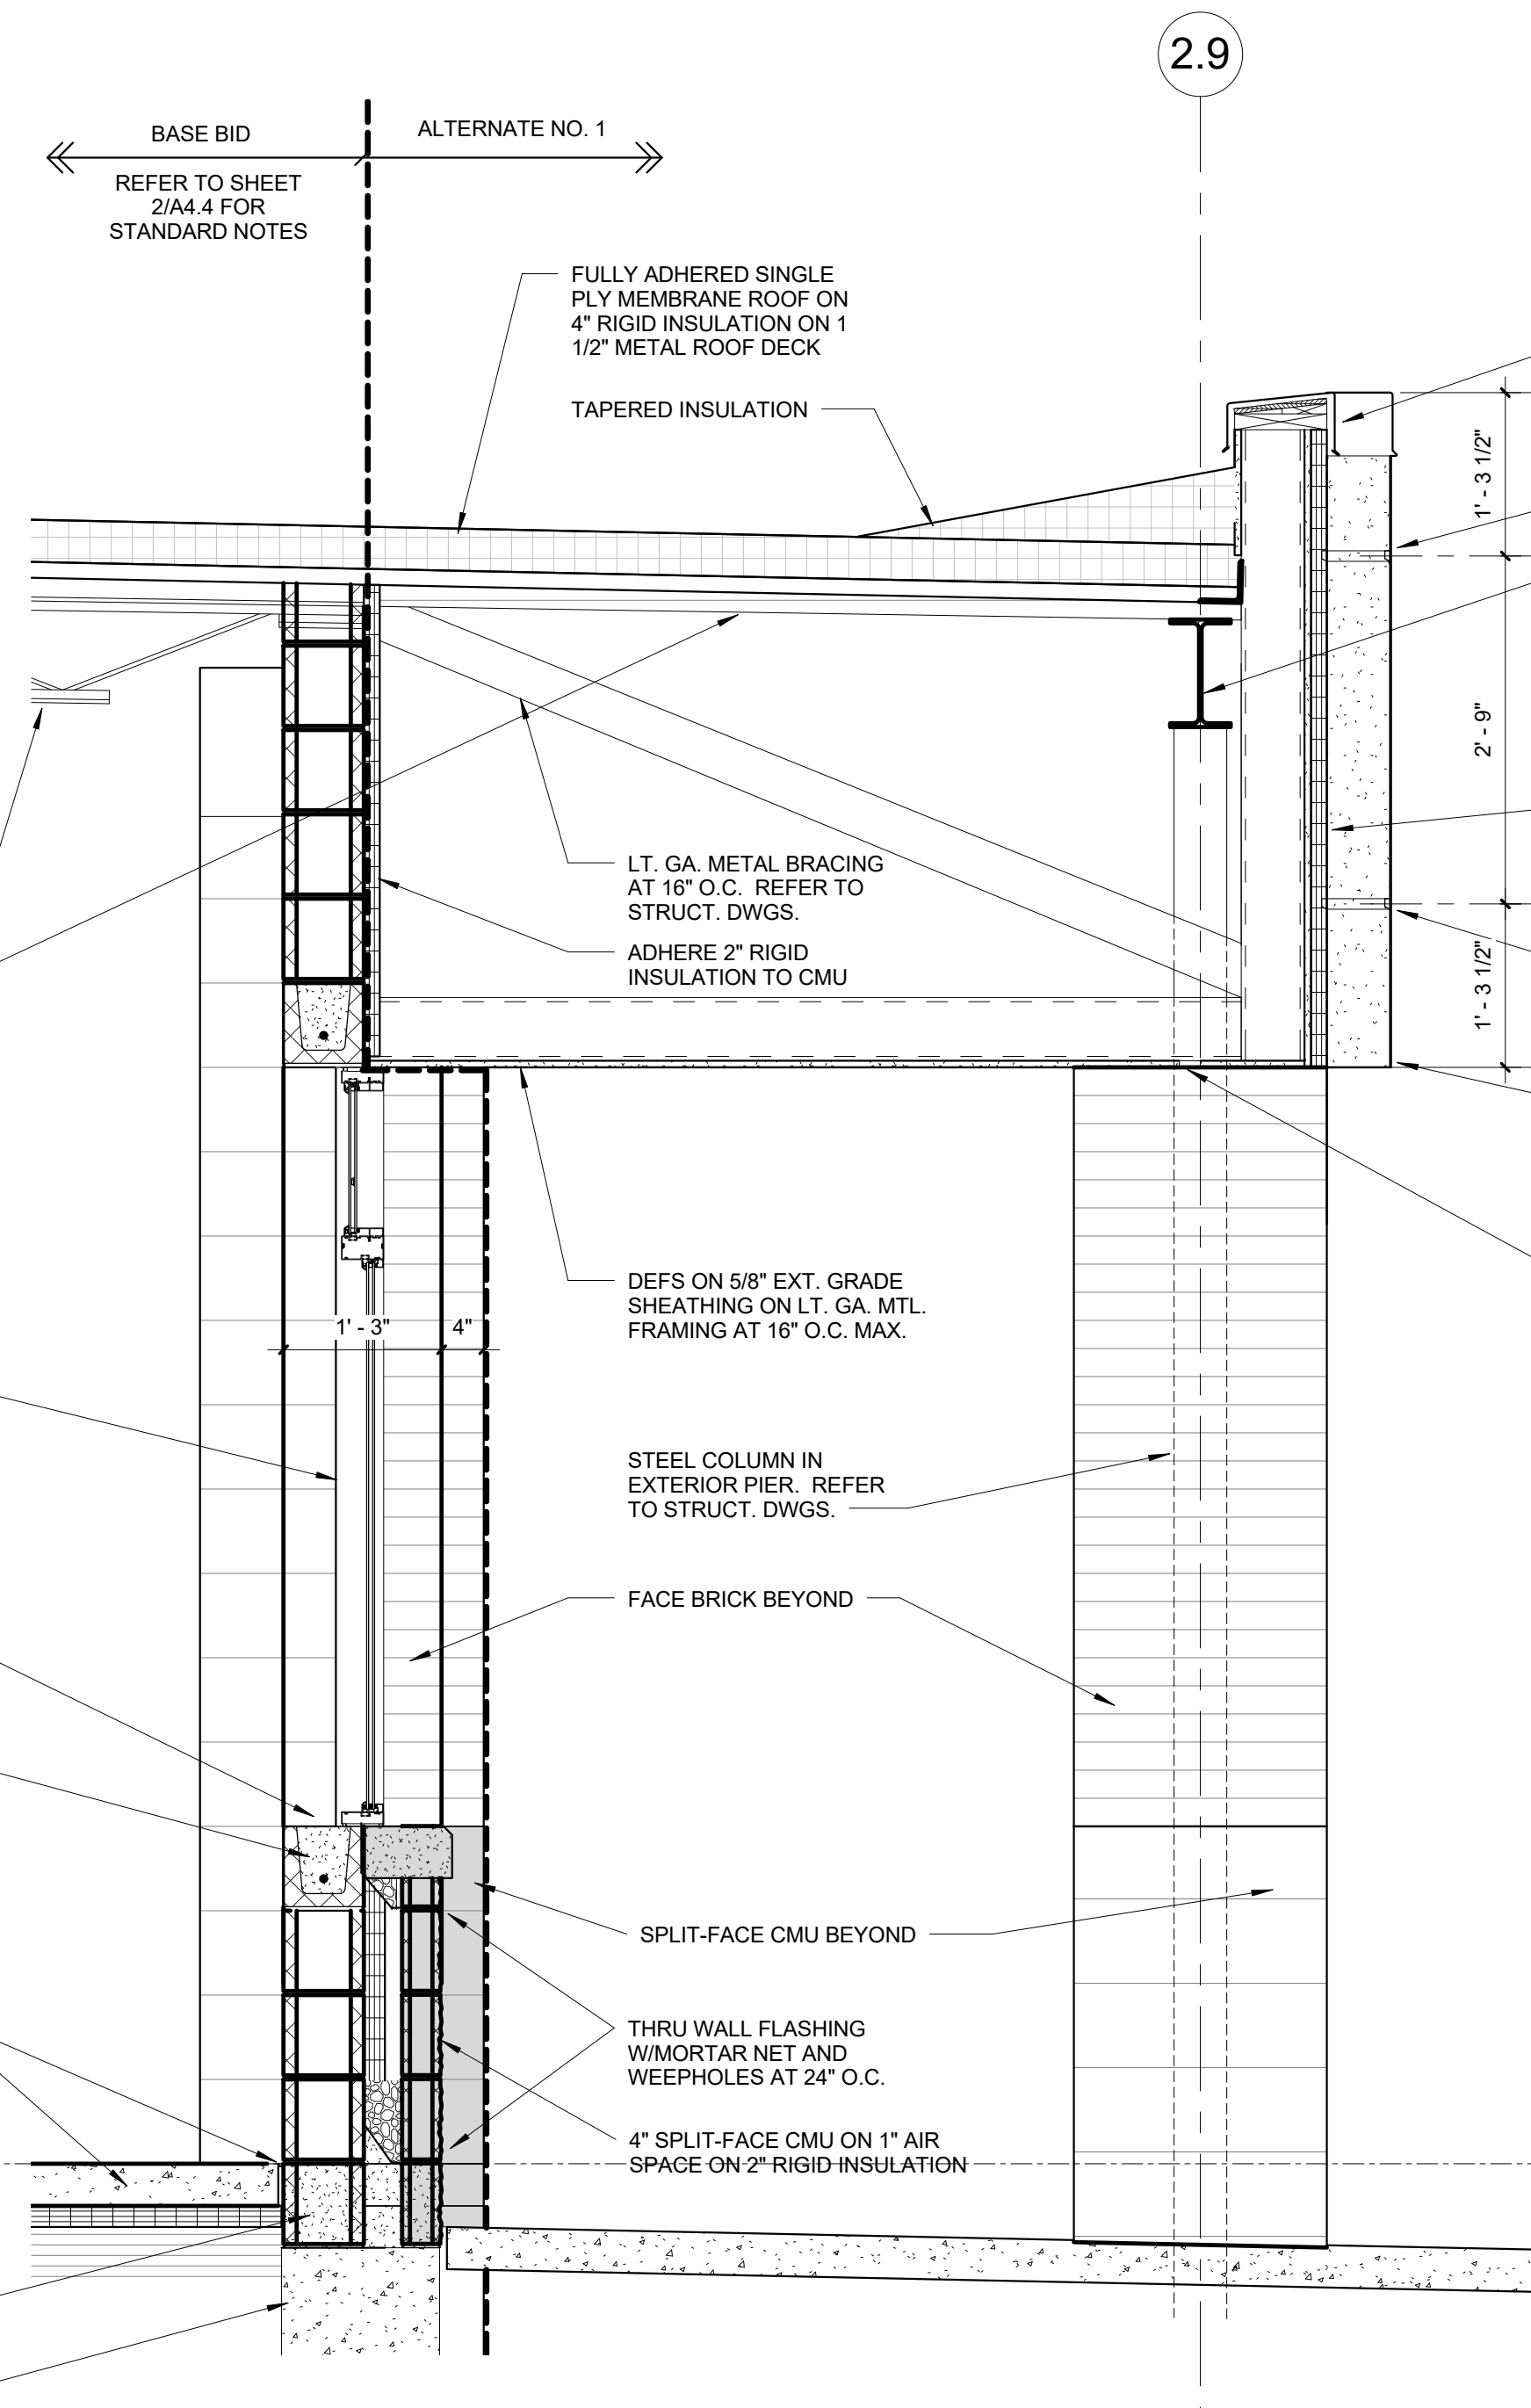 2.9
BASE BID
ALTERNATE NO. 1
REFER TO SHEET
2/A4.4 FOR
STANDARD NOTES
FULLY ADHERED SINGLE
PLY MEMBRANE ROOF ON
4" RIGID INSULATION ON 1
1/2" METAL ROOF DECK
TAPERED INSULATION
1' - 3 1/2"
2' - 9"
1' - 3 1/2"
LT. GA. METAL BRACING
AT 16" O.C. REFER TO
STRUCT. DWGS.
ADHERE 2" RIGID
INSULATION TO CMU
DEFS ON 5/8" EXT. GRADE
SHEATHING ON LT. GA. MTL.
FRAMING AT 16" O.C. MAX.
1' - 3"
4"
STEEL COLUMN IN
EXTERIOR PIER. REFER
TO STRUCT. DWGS.
FACE BRICK BEYOND
SPLIT-FACE CMU BEYOND
THRU WALL FLASHING
W/MORTAR NET AND
WEEPHOLES AT 24" O.C.
4" SPLIT-FACE CMU ON 1" AIR
SPACE ON 2" RIGID INSULATION